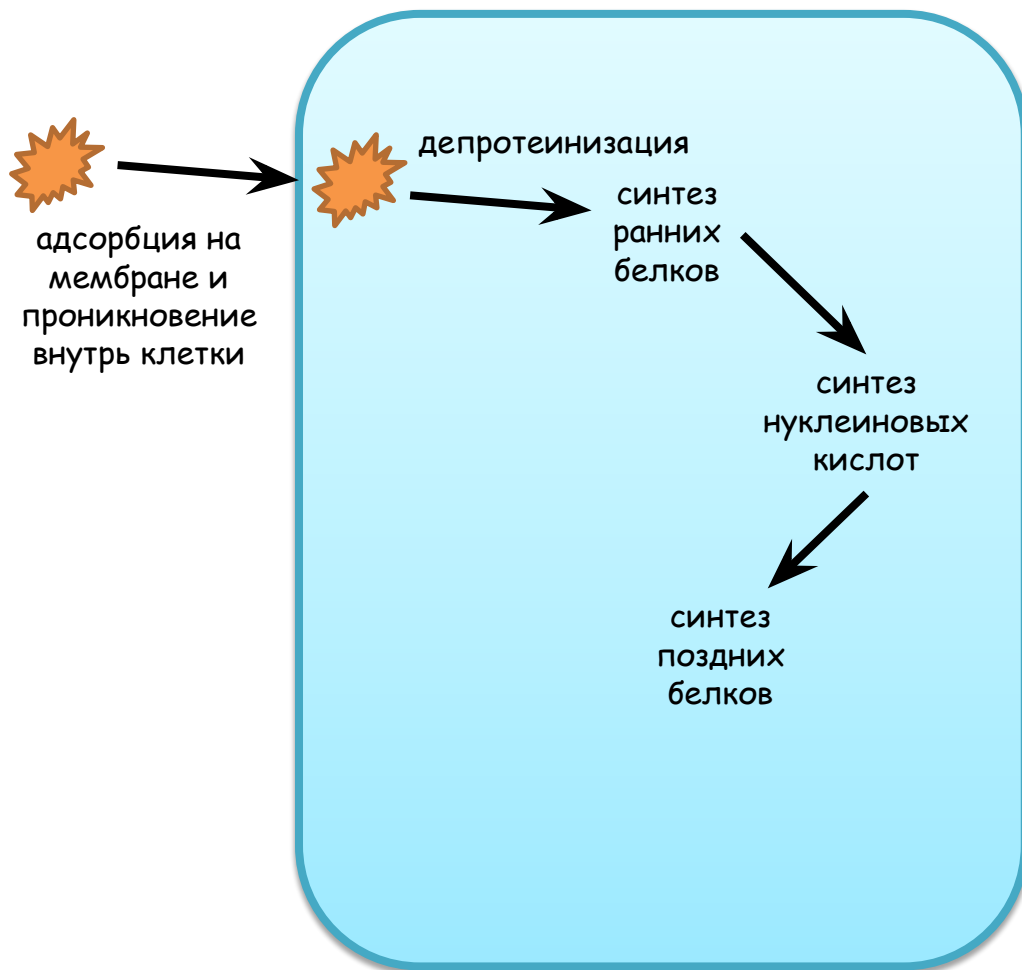 адсорбция на
мембране и
проникновение
внутрь клетки
депротеинизация
синтез
ранних
белков
синтез
нуклеиновых
кислот
синтез
поздних
белков